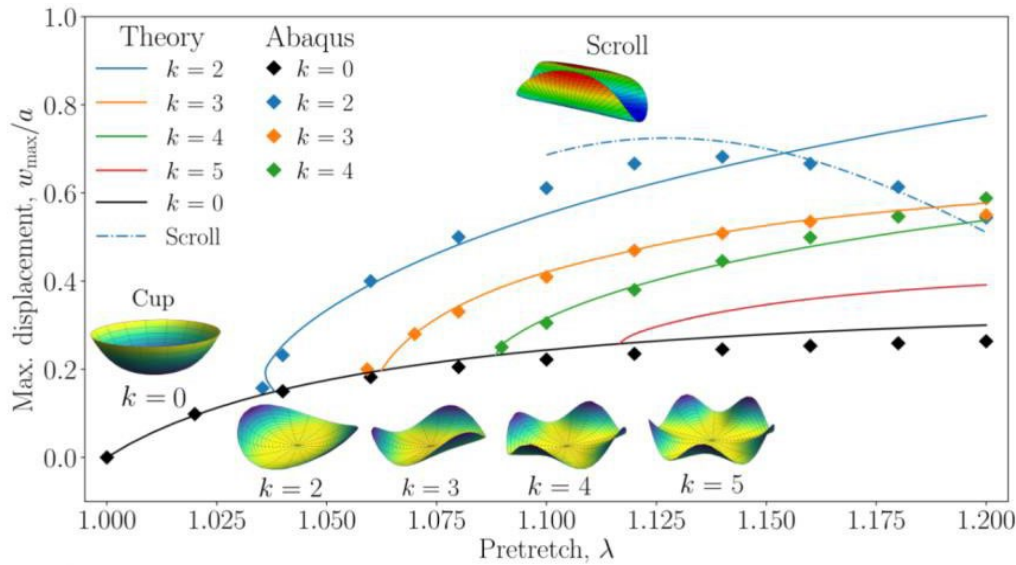 Max. displacement, w_max/a
1.0
0.8
0.6
0.4
0.2
0.0
Theory
k = 2
k = 3
k = 4
k = 5
k = 0
Scroll
Abaqus
k = 0
k = 2
k = 3
k = 4
Scroll
Cup
k = 0
k = 2
k = 3
k = 4
k = 5
1.000
1.025
1.050
1.075
1.100
1.125
1.150
1.175
1.200
Pretretch, λ